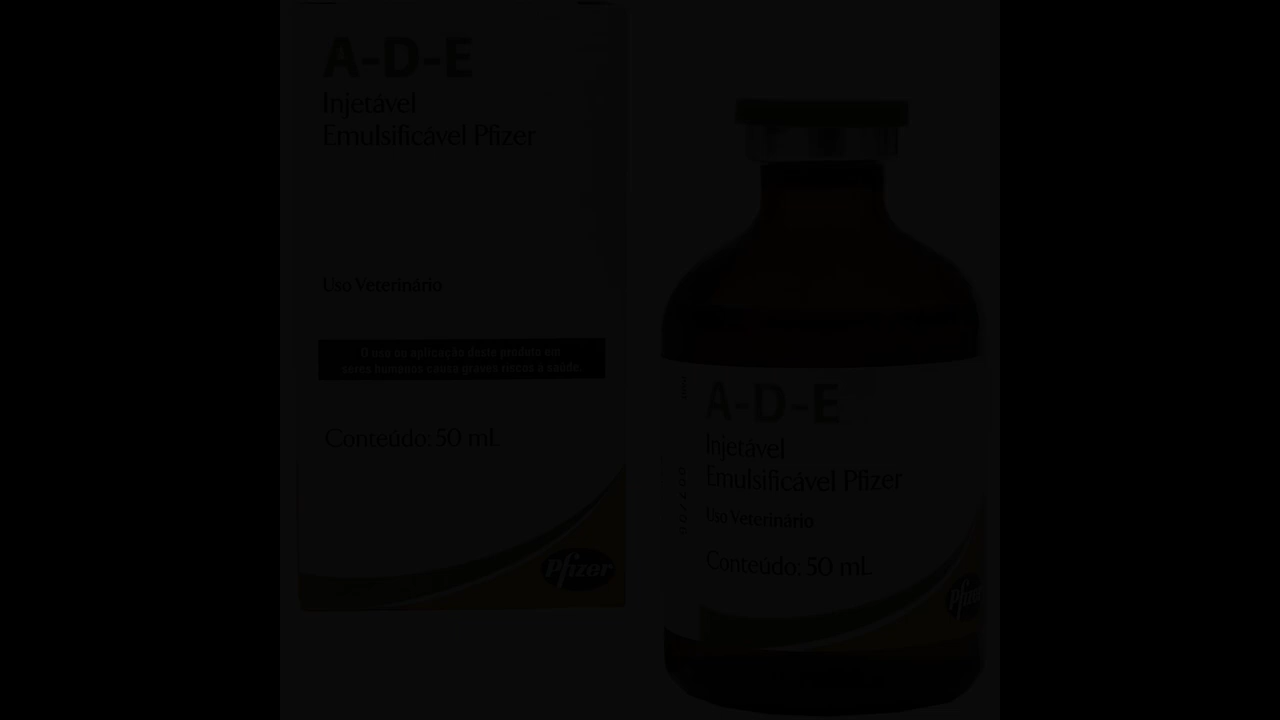 A-D-E
Injetável
Emulsificável Pfizer
Uso Veterinário
O uso ou aplicação deste produto em
seres humanos causa graves riscos à saúde.
Conteúdo: 50 mL
Pfizer
A-D-E
Injetável
Emulsificável Pfizer
Uso Veterinário
Conteúdo: 50 mL